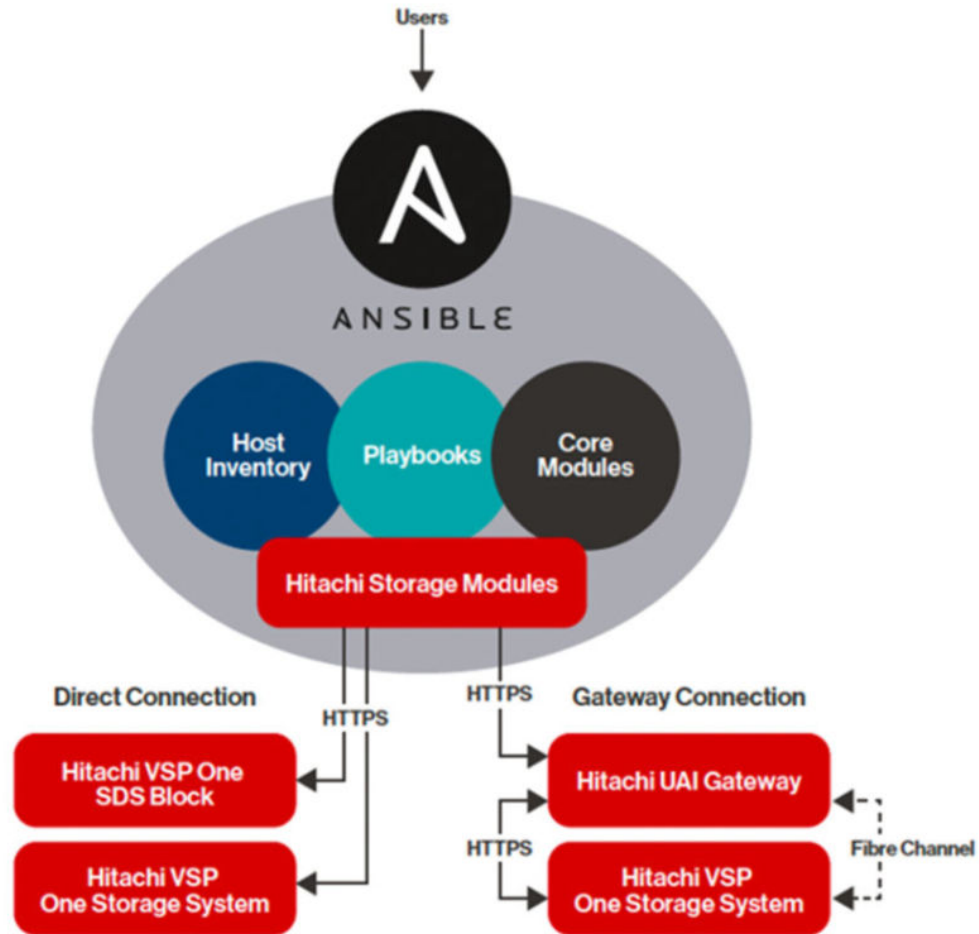 Users
ANSIBLE
Host
Inventory
Playbooks
Core
Modules
Hitachi Storage Modules
Direct Connection
HTTPS
HTTPS
Gateway Connection
Hitachi VSP One
SDS Block
Hitachi UAI Gateway
HTTPS
Fibre Channel
Hitachi VSP
One Storage System
Hitachi VSP
One Storage System